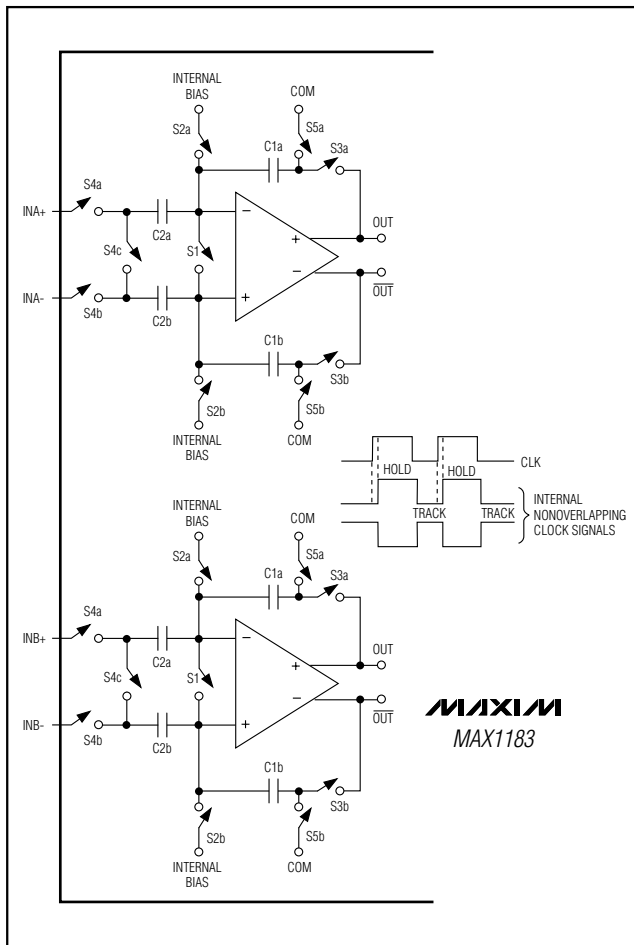 INTERNAL
BIAS
COM
S2a
S5a
C1a
S3a
S4a
INA+
C2a
−
+
OUT
S4c
S1
−
OUT
INA-
+
S4b
C2b
C1b
S3b
S2b
S5b
INTERNAL
BIAS
COM
CLK
HOLD
HOLD
TRACK
TRACK
INTERNAL
NONOVERLAPPING
CLOCK SIGNALS
INTERNAL
BIAS
COM
S2a
S5a
C1a
S3a
S4a
INB+
C2a
−
+
OUT
S4c
S1
−
OUT
INB-
+
S4b
C2b
C1b
S3b
S2b
S5b
INTERNAL
BIAS
COM
MAXIM
MAX1183